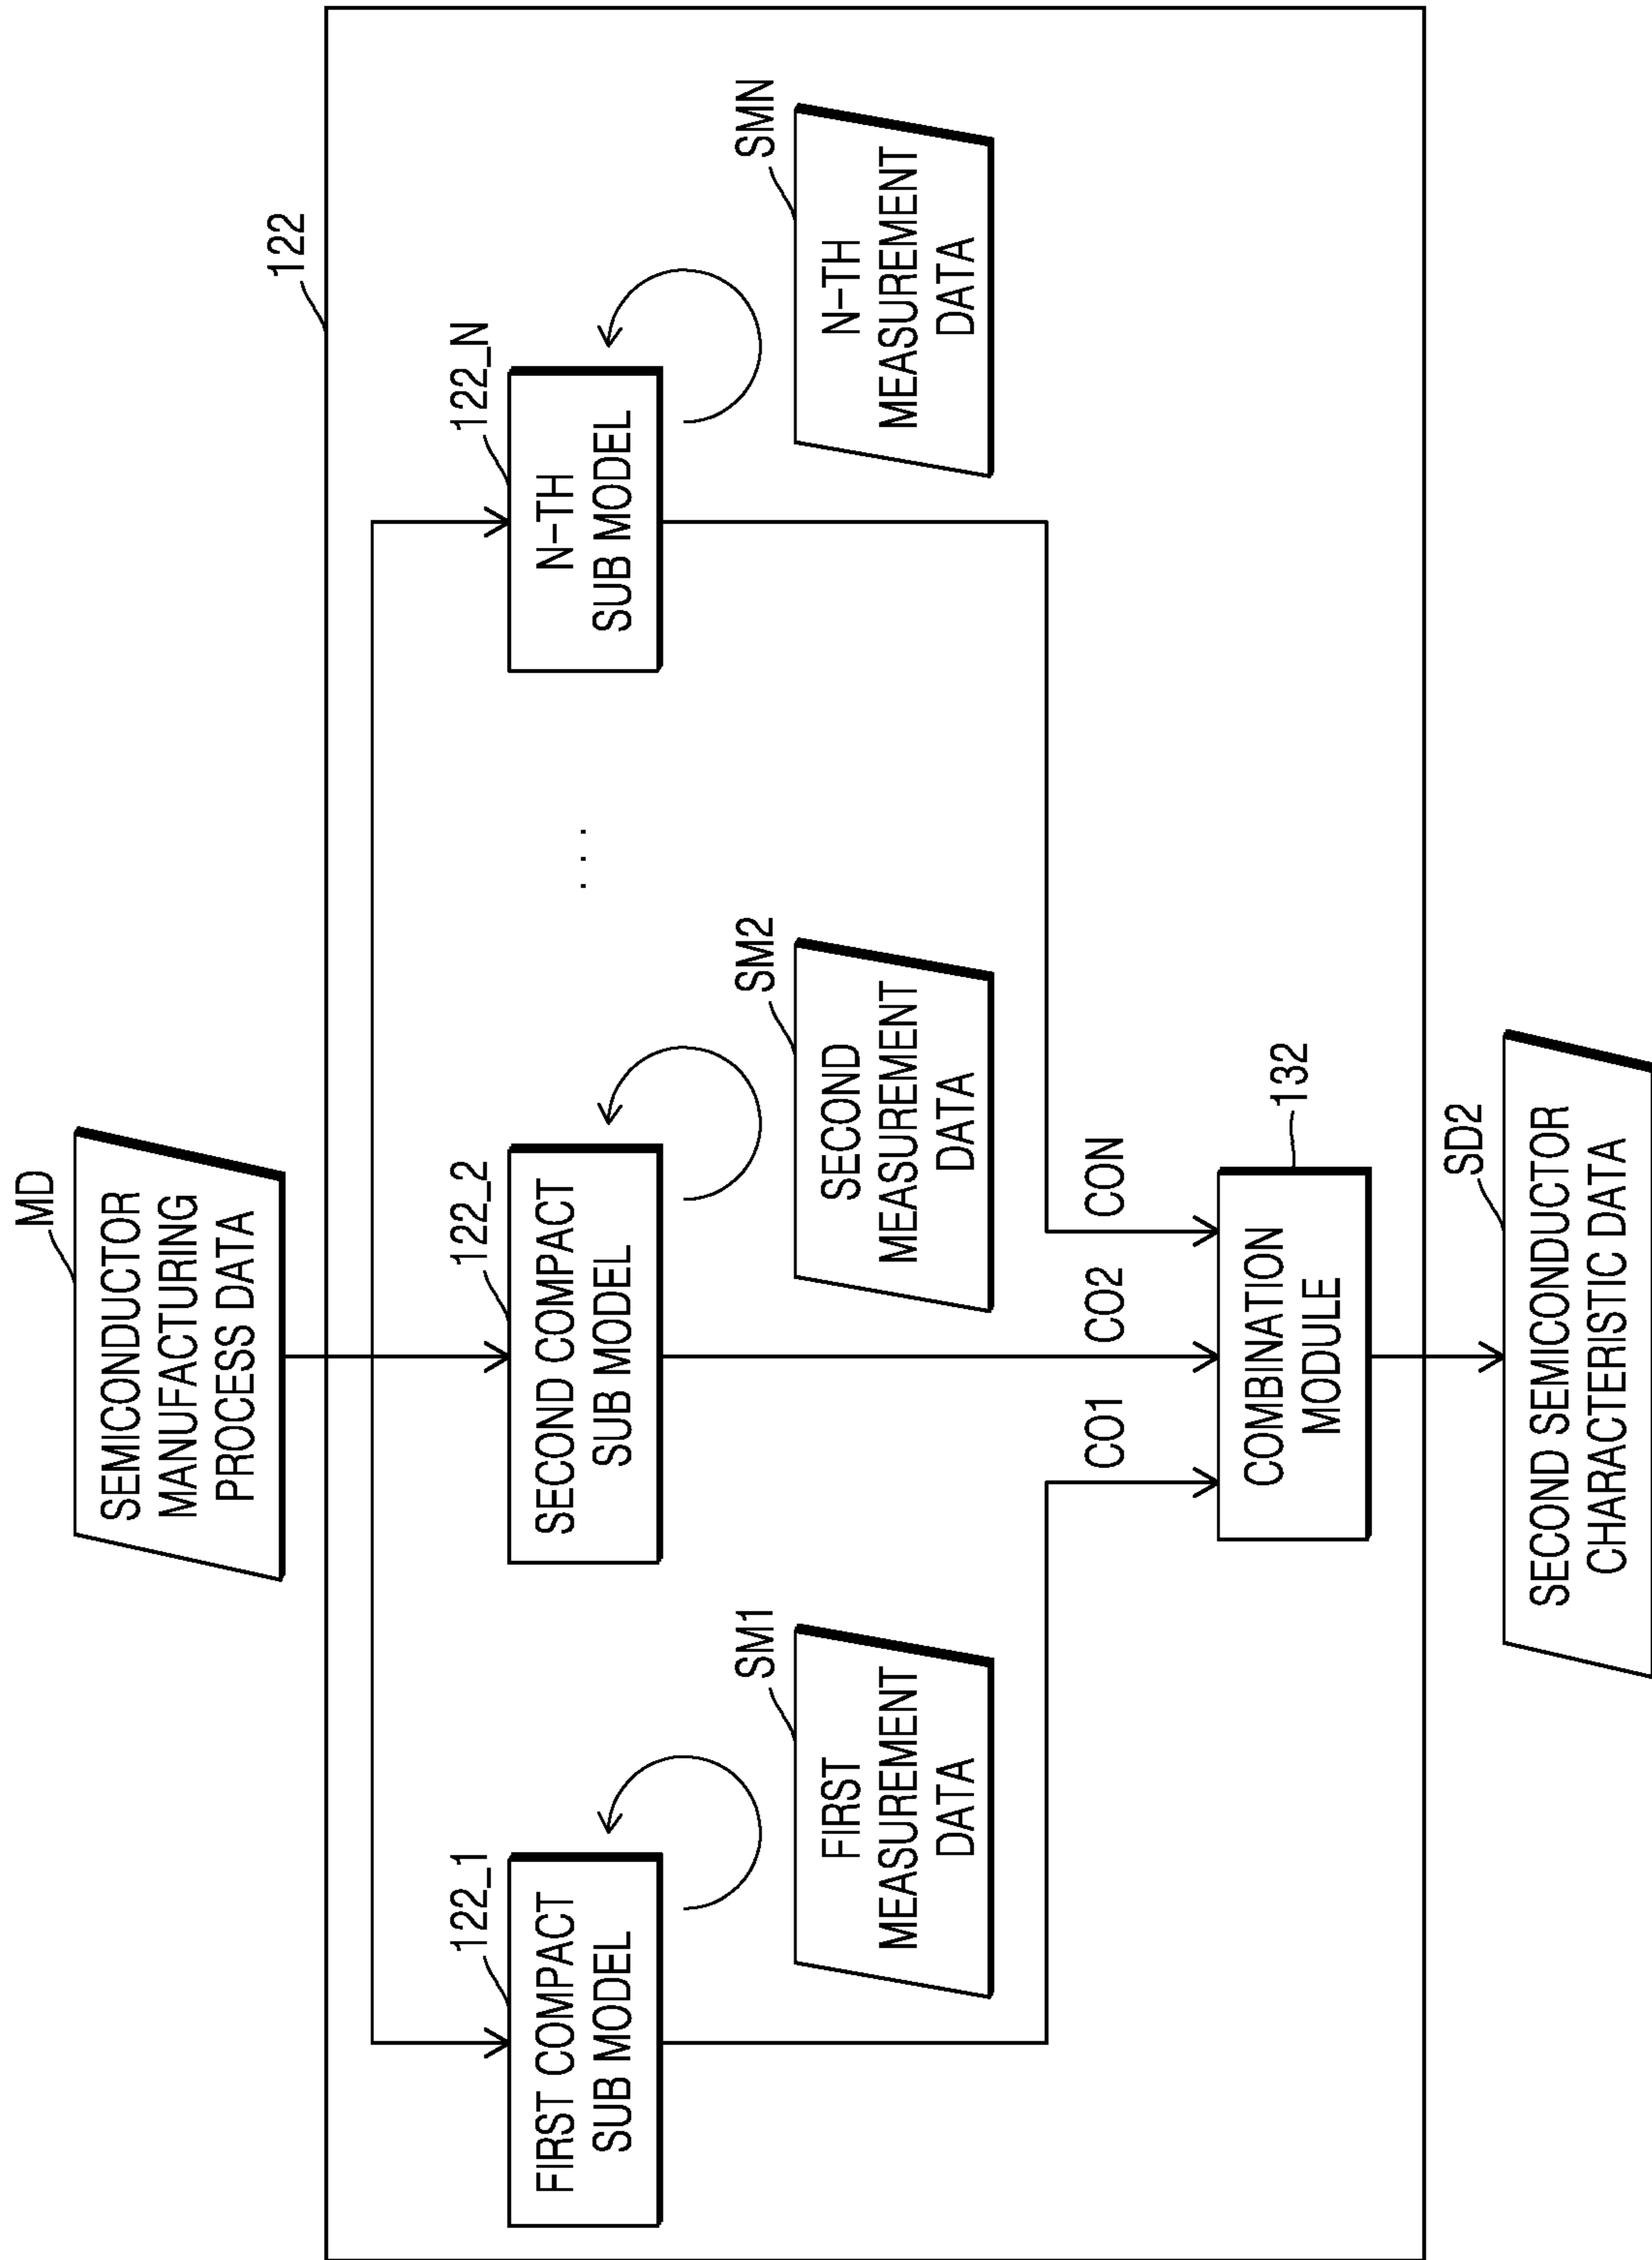 MD
SEMICONDUCTOR
MANUFACTURING
PROCESS DATA
122
122_1
FIRST COMPACT
SUB MODEL
122_2
SECOND COMPACT
SUB MODEL
. . .
122_N
N-TH
SUB MODEL
SM1
FIRST
MEASUREMENT
DATA
SM2
SECOND
MEASUREMENT
DATA
SMN
N-TH
MEASUREMENT
DATA
CO1
CO2
CON
132
COMBINATION
MODULE
SD2
SECOND SEMICONDUCTOR
CHARACTERISTIC DATA